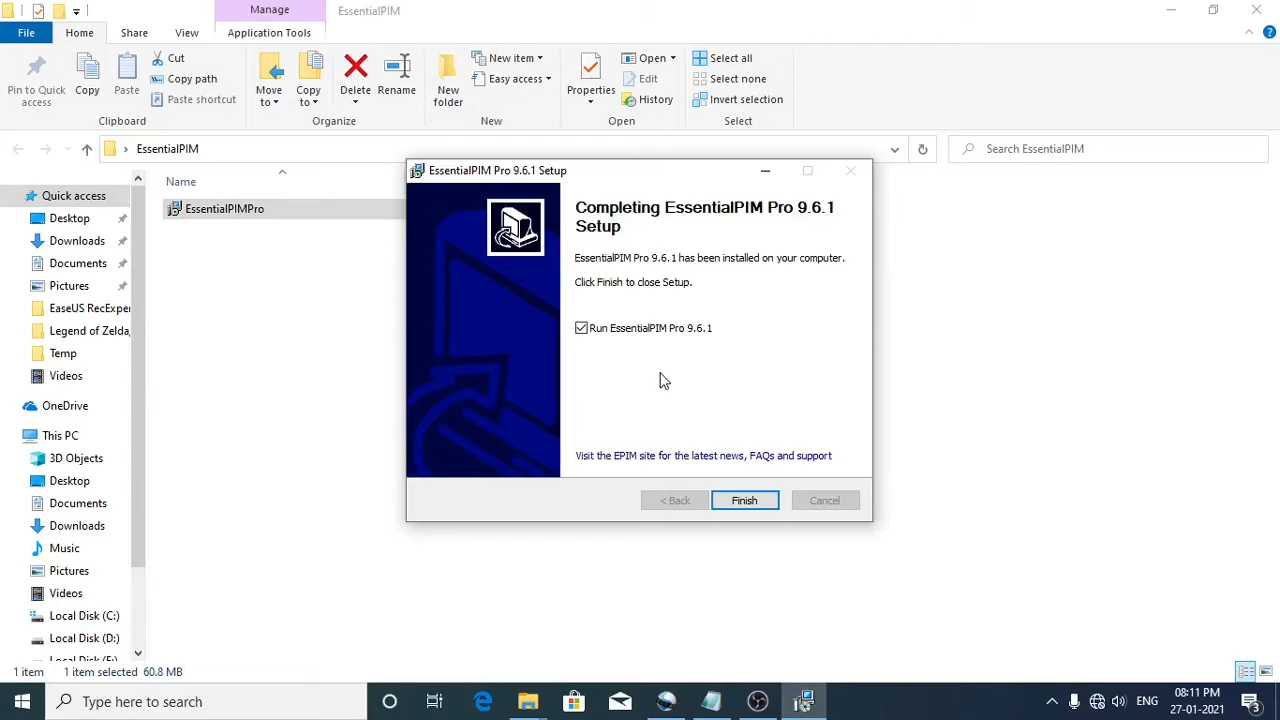 Manage
EssentialPIM
File
Home
Share
View
Application Tools
Pin to Quick
access
Copy
Paste
Cut
Copy path
Paste shortcut
Clipboard
Move
to
Copy
to
Delete
Rename
Organize
New
folder
New item
Easy access
New
Properties
Open
Edit
History
Open
Select all
Select none
Invert selection
Select
EssentialPIM
Search EssentialPIM
Quick access
Desktop
Downloads
Documents
Pictures
EaseUS RecExper
Legend of Zelda
Temp
Videos
OneDrive
This PC
3D Objects
Desktop
Documents
Downloads
Music
Pictures
Videos
Local Disk (C:)
Local Disk (D:)
Name
EssentialPIMPro
EssentialPIM Pro 9.6.1 Setup
Completing EssentialPIM Pro 9.6.1
Setup
EssentialPIM Pro 9.6.1 has been installed on your computer.
Click Finish to close Setup.
Run EssentialPIM Pro 9.6.1
Visit the EPIM site for the latest news, FAQs and support
< Back
Finish
Cancel
1 item
1 item selected 60.8 MB
Type here to search
ENG
08:11 PM
27-01-2021
3